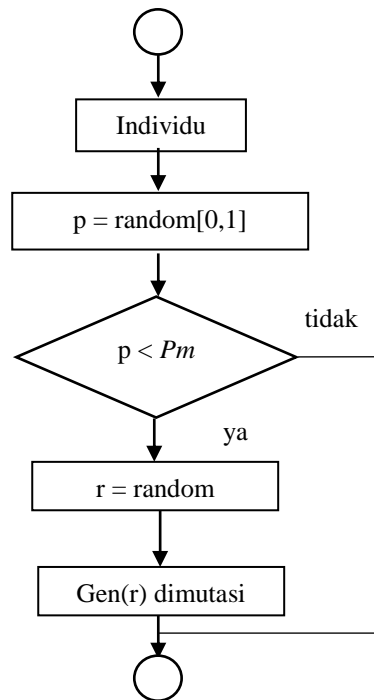 Individu
p = random[0,1]
p < Pm
tidak
ya
r = random
Gen(r) dimutasi